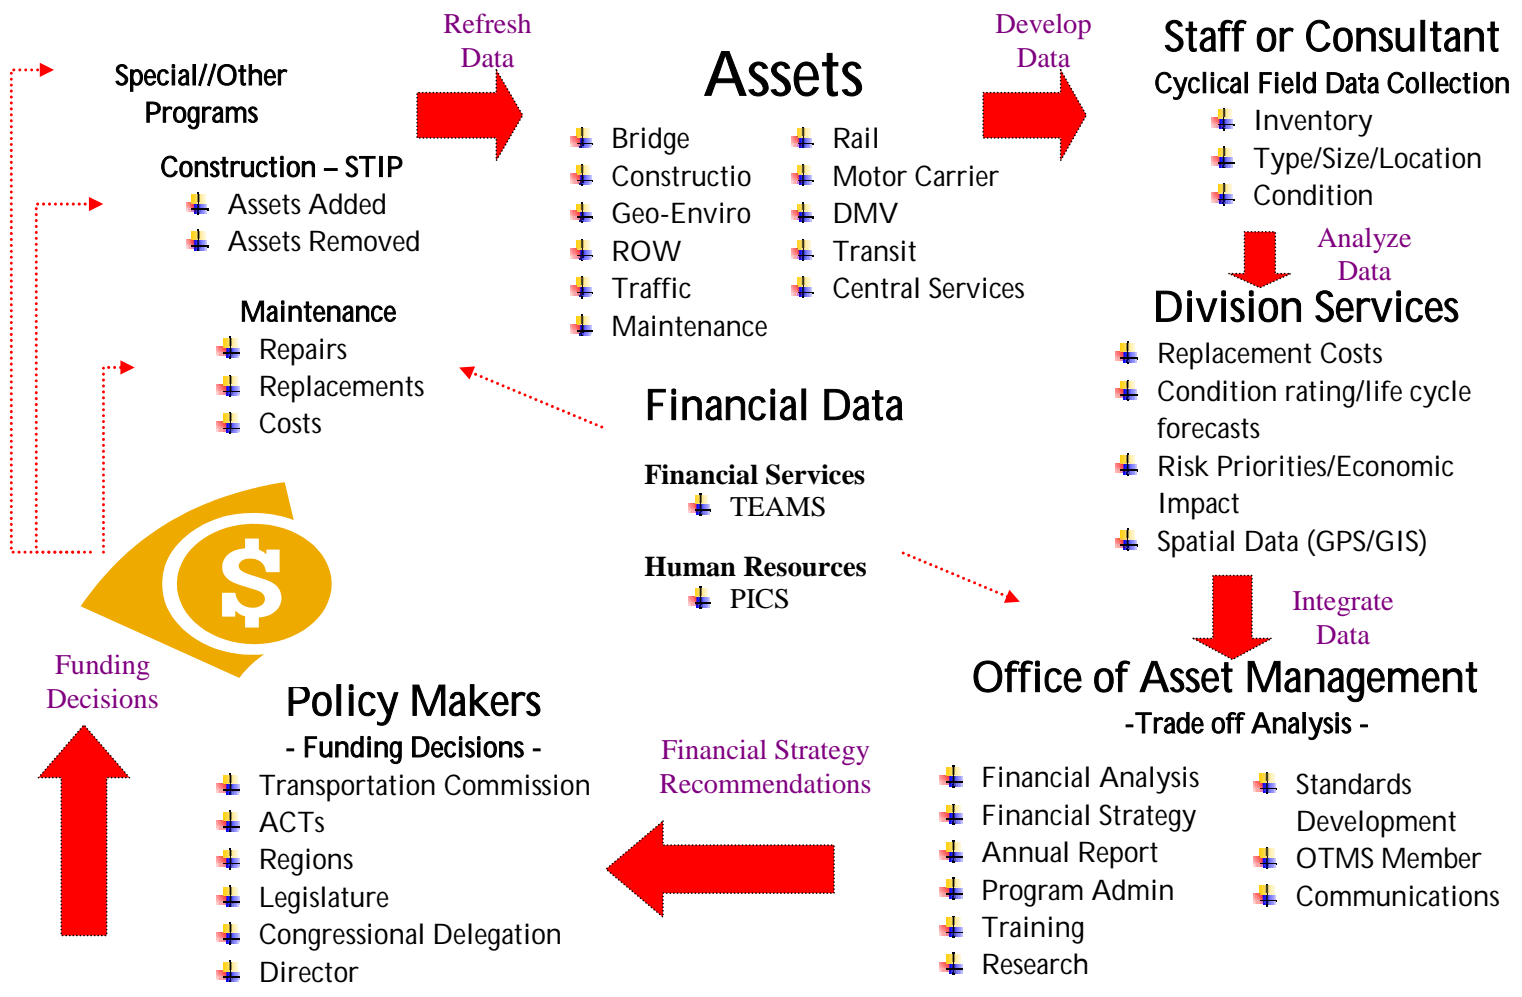 Refresh
Data
Develop
Data
Special//Other
Programs
Construction – STIP
Assets Added
Assets Removed
Maintenance
Repairs
Replacements
Costs
Assets
Bridge
Constructio
Geo-Enviro
ROW
Traffic
Maintenance
Rail
Motor Carrier
DMV
Transit
Central Services
Staff or Consultant
Cyclical Field Data Collection
Inventory
Type/Size/Location
Condition
Analyze
Data
Division Services
Replacement Costs
Condition rating/life cycle
forecasts
Risk Priorities/Economic
Impact
Spatial Data (GPS/GIS)
Financial Data
Financial Services
TEAMS
Human Resources
PICS
Integrate
Data
Office of Asset Management
-Trade off Analysis -
Financial Analysis
Financial Strategy
Annual Report
Program Admin
Training
Research
Standards
Development
OTMS Member
Communications
Financial Strategy
Recommendations
Policy Makers
- Funding Decisions -
Transportation Commission
ACTs
Regions
Legislature
Congressional Delegation
Director
Funding
Decisions
$